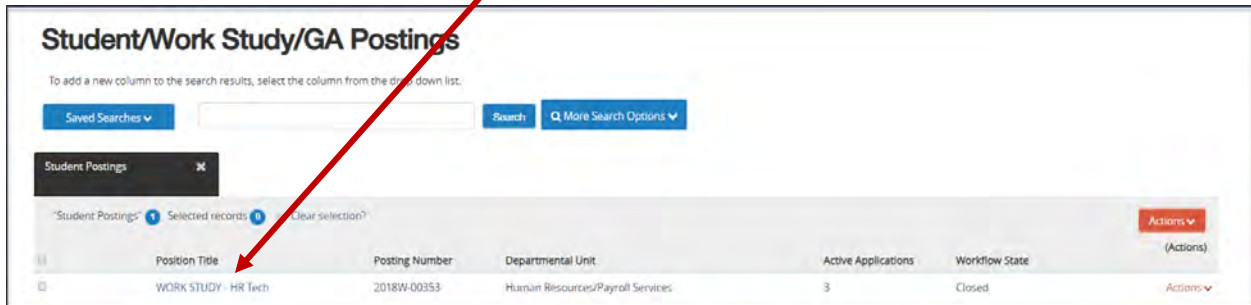 Student/Work Study/GA Postings
To add a new column to the search results, select the column from the drop down list.
Saved Searches Search More Search Options
Student Postings
"Student Postings" 1 Selected records 0 Clear selection?
Actions
Position Title Posting Number Departmental Unit Active Applications Workflow State (Actions)
WORK STUDY - HR Tech 2018W-00353 Human Resources/Payroll Services 3 Closed Actions